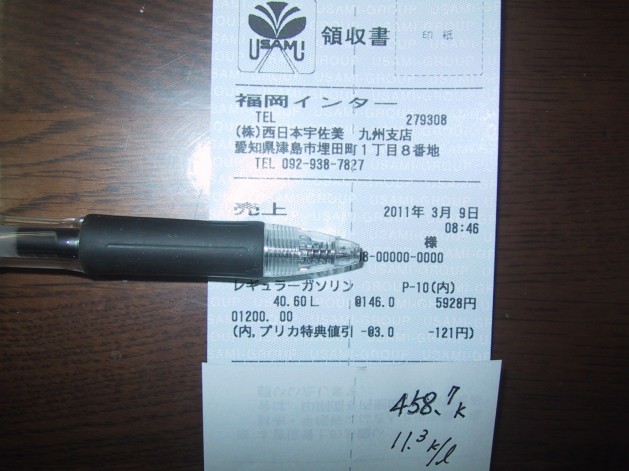 USAMI
領収書
印紙
福岡インター
TEL 279308
(株)西日本宇佐美 九州支店
愛知県津島市埋田町1丁目8番地
TEL 092-938-7827
売上 2011年 3月 9日
08:46
様
8-00000-0000
レギュラーガソリン P-10(内)
40.60L @146.0 5928円
01200.00
(内,プリカ特典値引 -@3.0 -121円)
458.7 K
11.3 K/l